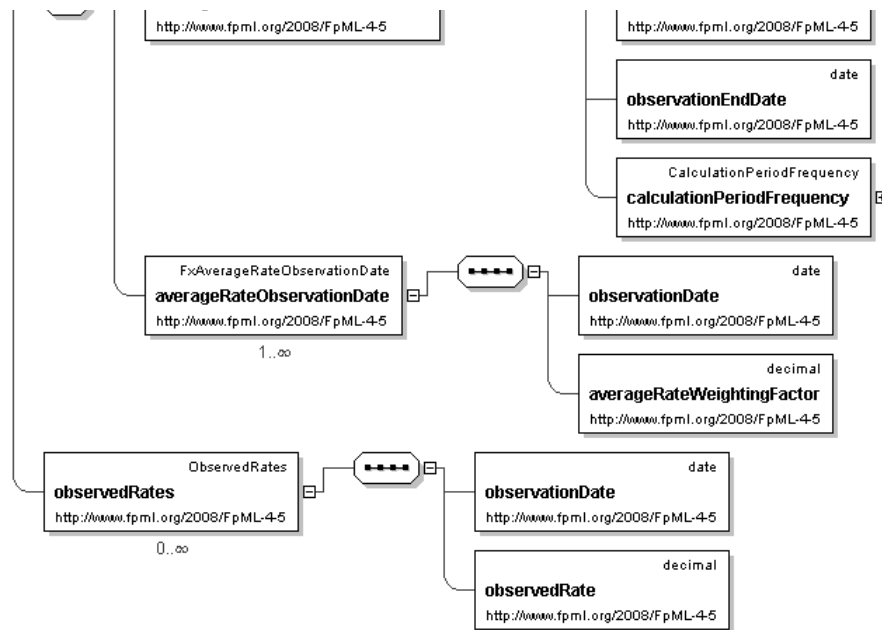 http://www.fpml.org/2008/FpML-4-5
http://www.fpml.org/2008/FpML-4-5
date
observationEndDate
http://www.fpml.org/2008/FpML-4-5
CalculationPeriodFrequency
calculationPeriodFrequency
http://www.fpml.org/2008/FpML-4-5
FxAverageRateObservationDate
averageRateObservationDate
http://www.fpml.org/2008/FpML-4-5
1..∞
date
observationDate
http://www.fpml.org/2008/FpML-4-5
decimal
averageRateWeightingFactor
http://www.fpml.org/2008/FpML-4-5
ObservedRates
observedRates
http://www.fpml.org/2008/FpML-4-5
0..∞
date
observationDate
http://www.fpml.org/2008/FpML-4-5
decimal
observedRate
http://www.fpml.org/2008/FpML-4-5